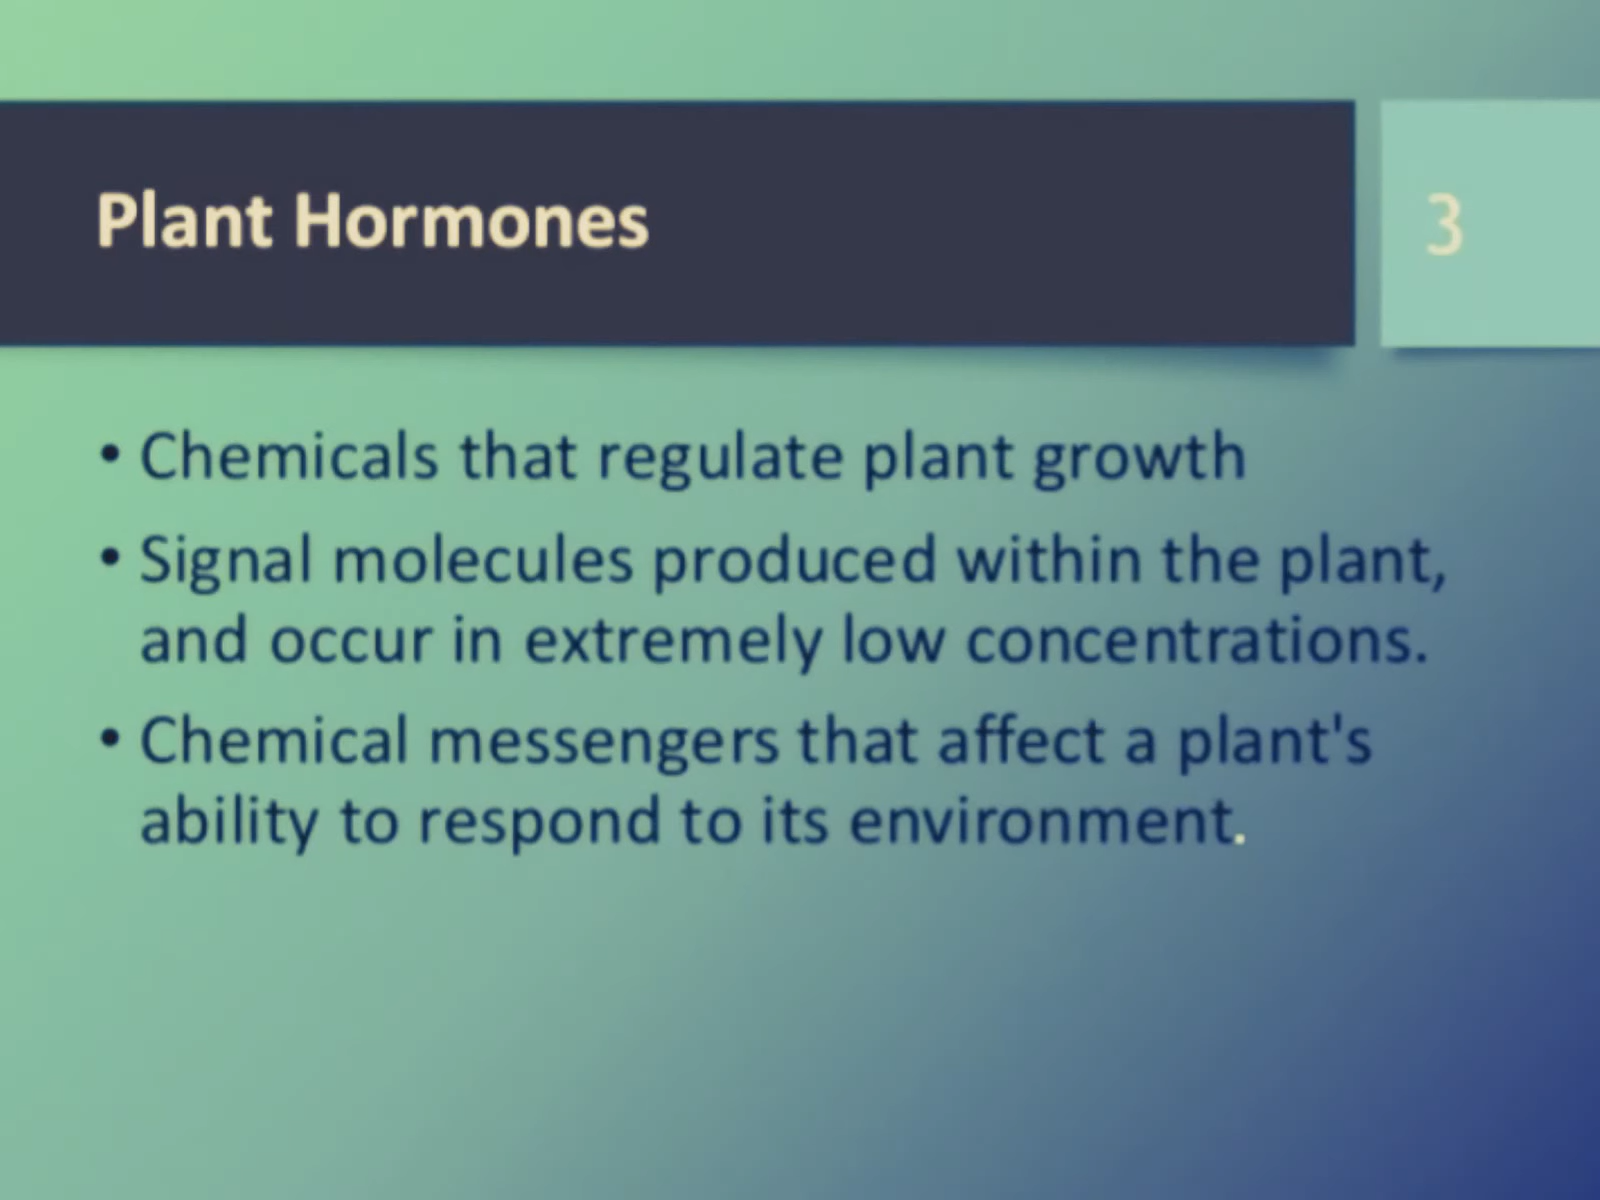 Plant Hormones
3
• Chemicals that regulate plant growth
• Signal molecules produced within the plant,
and occur in extremely low concentrations.
• Chemical messengers that affect a plant's
ability to respond to its environment.